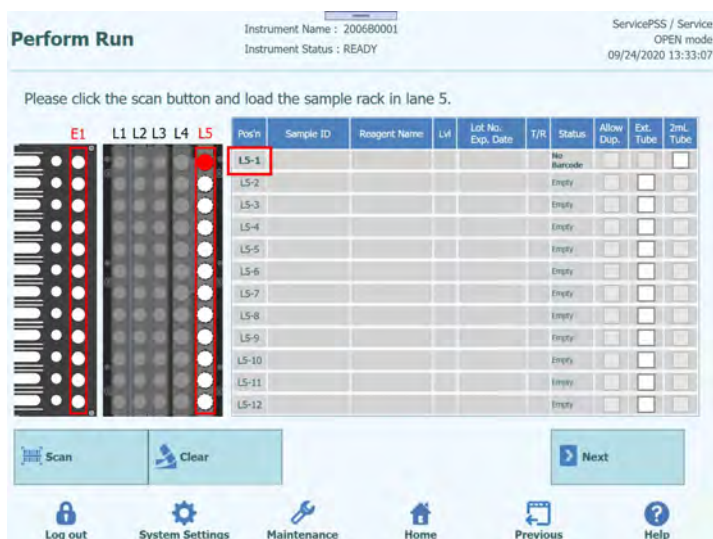 Perform Run
Instrument Name : 200680001
Instrument Status : READY
ServicePSS / Service
OPEN mode
09/24/2020 13:33:07
Please click the scan button and load the sample rack in lane 5.
E1 L1 L2 L3 L4 L5
Pos'n Sample ID Reagent Name Lvl Lot No. Exp. Date T/R Status Allow Dup. Ext. Tube 2mL Tube
L5-1 No Barcode
L5-2 Empty
L5-3 Empty
L5-4 Empty
L5-5 Empty
L5-6 Empty
L5-7 Empty
L5-8 Empty
L5-9 Empty
L5-10 Empty
L5-11 Empty
L5-12 Empty
Scan Clear Next
Log out System Settings Maintenance Home Previous Help